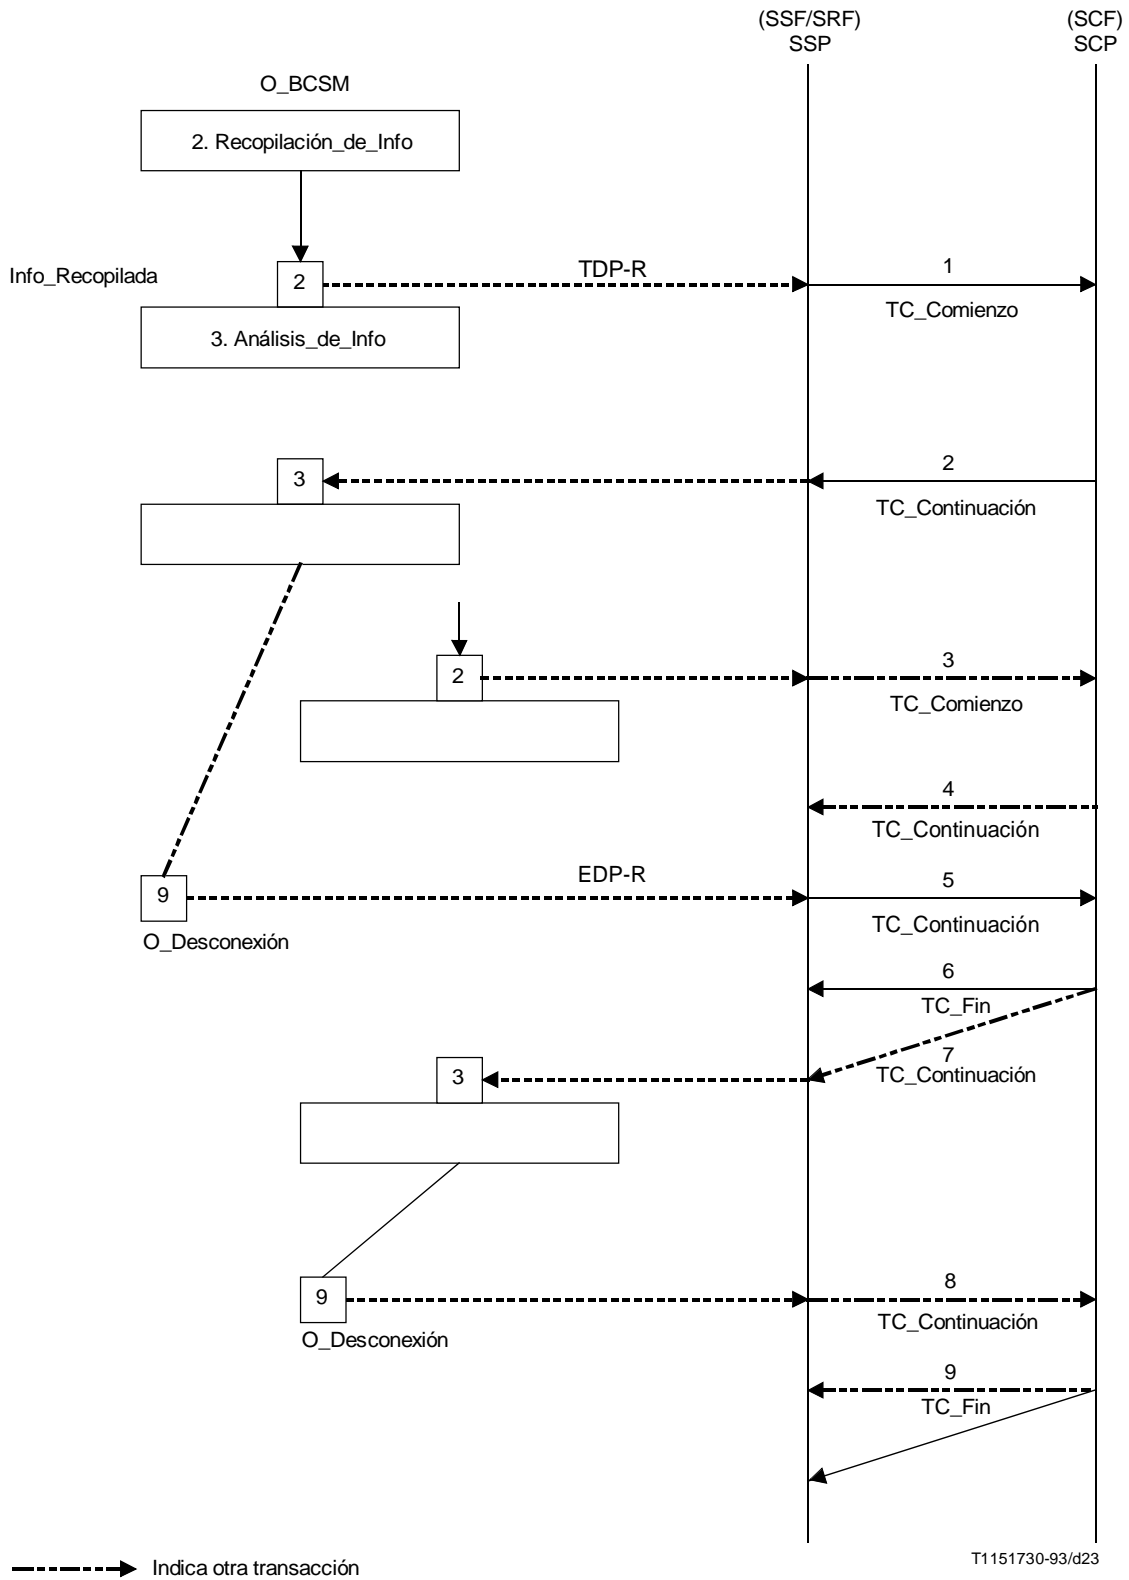 (SSF/SRF)
SSP
(SCF)
SCP
O_BCSM
2. Recopilación_de_Info
Info_Recopilada
2
TDP-R
1
TC_Comienzo
3. Análisis_de_Info
3
2
TC_Continuación
2
3
TC_Comienzo
4
TC_Continuación
9
EDP-R
5
TC_Continuación
O_Desconexión
6
TC_Fin
3
7
TC_Continuación
9
8
TC_Continuación
O_Desconexión
9
TC_Fin
T1151730-93/d23
Indica otra transacción